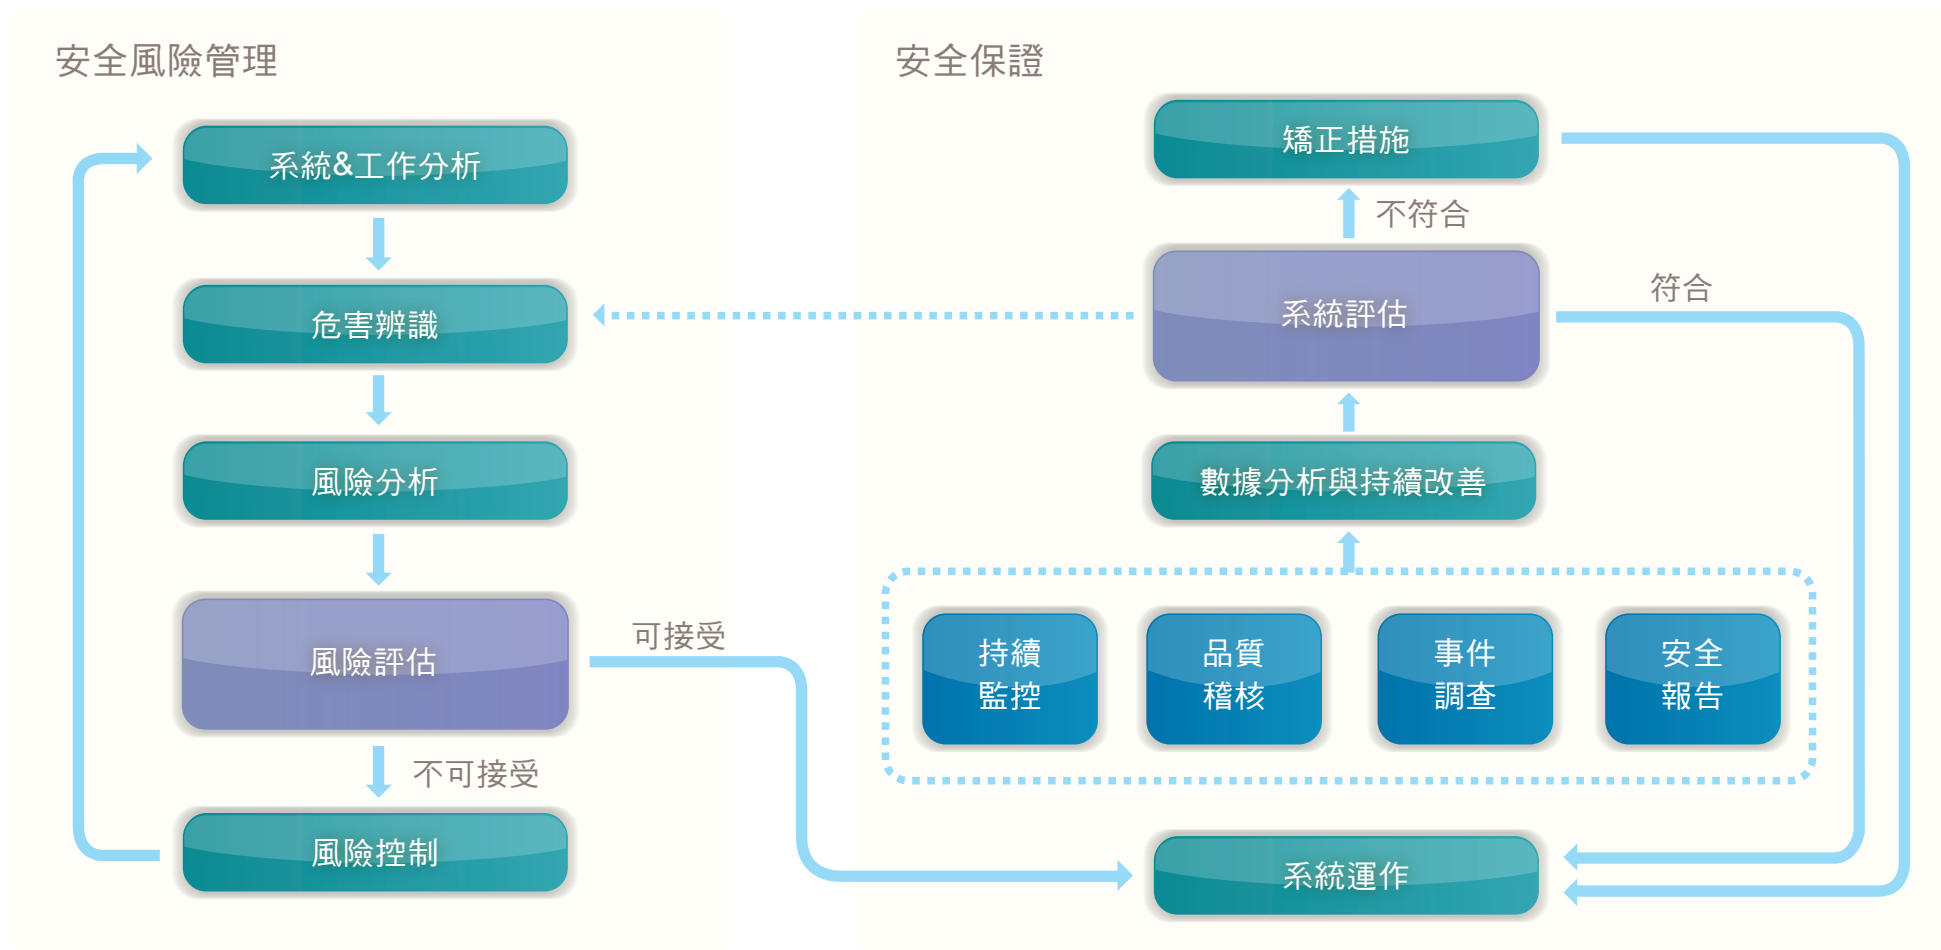 安全風險管理
系統&工作分析
危害辨識
風險分析
風險評估
可接受
不可接受
風險控制
安全保證
矯正措施
不符合
系統評估
符合
數據分析與持續改善
持續
監控
品質
稽核
事件
調查
安全
報告
系統運作